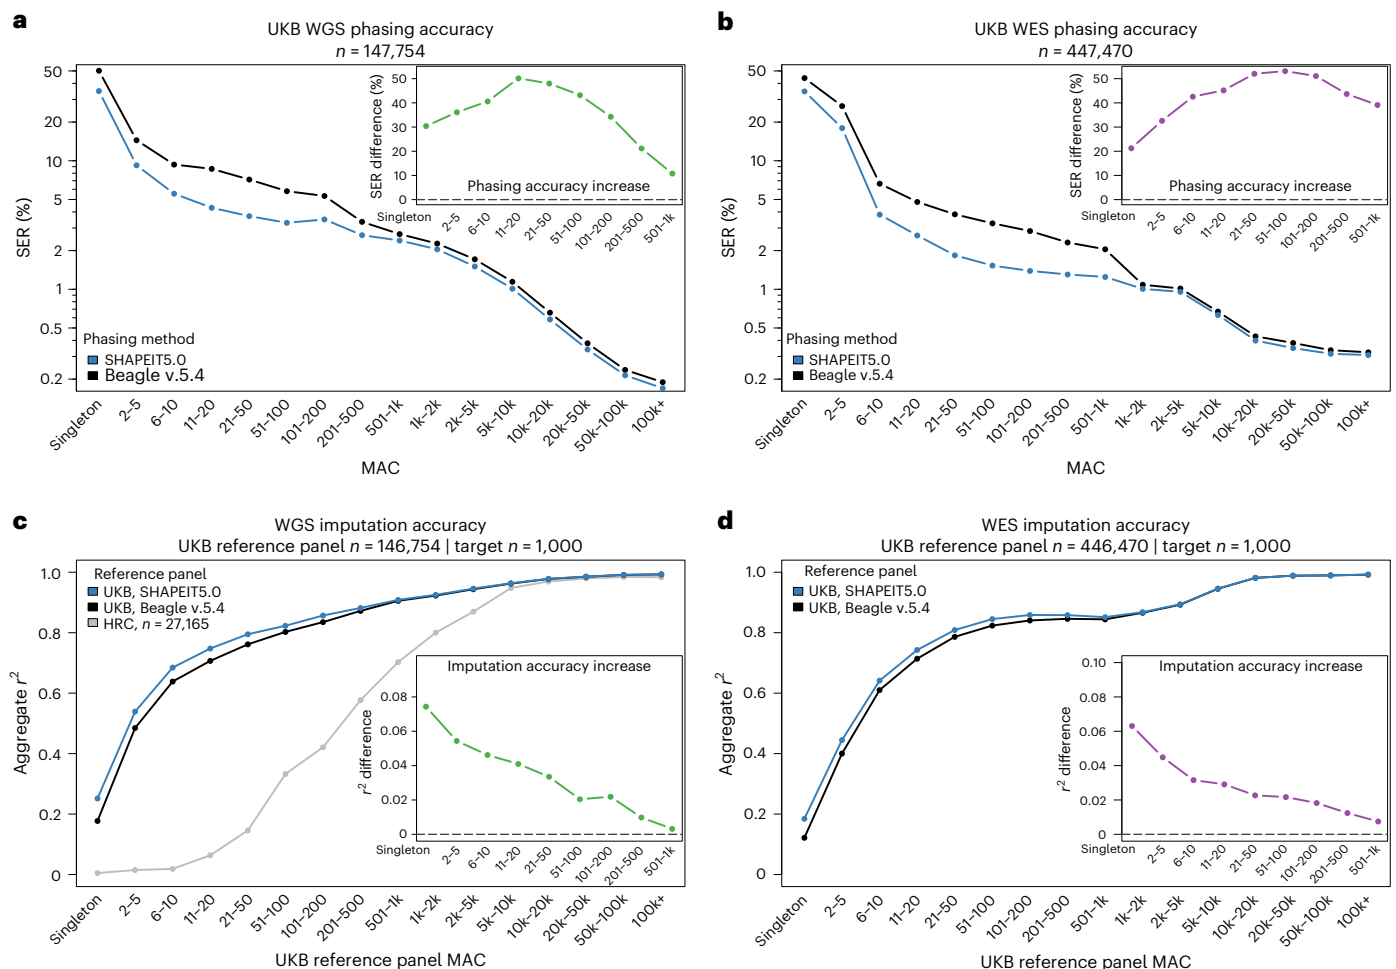 a
UKB WGS phasing accuracy
n = 147,754
SER (%)
50
20
10
5
2
1
0.5
0.2
Phasing method
SHAPEIT5.0
Beagle v.5.4
Singleton
2–5
6–10
11–20
21–50
51–100
101–200
201–500
501–1k
1k–2k
2k–5k
5k–10k
10k–20k
20k–50k
50k–100k
100k+
MAC
SER difference (%)
50
40
30
20
10
0
Phasing accuracy increase
Singleton
2–5
6–10
11–20
21–50
51–100
101–200
201–500
501–1k
b
UKB WES phasing accuracy
n = 447,470
SER (%)
50
20
10
5
2
1
0.5
0.2
Phasing method
SHAPEIT5.0
Beagle v.5.4
Singleton
2–5
6–10
11–20
21–50
51–100
101–200
201–500
501–1k
1k–2k
2k–5k
5k–10k
10k–20k
20k–50k
50k–100k
100k+
MAC
SER difference (%)
50
40
30
20
10
0
Phasing accuracy increase
Singleton
2–5
6–10
11–20
21–50
51–100
101–200
201–500
501–1k
c
WGS imputation accuracy
UKB reference panel n = 146,754 | target n = 1,000
Aggregate r²
1.0
0.8
0.6
0.4
0.2
0
Reference panel
UKB, SHAPEIT5.0
UKB, Beagle v.5.4
HRC, n = 27,165
Singleton
2–5
6–10
11–20
21–50
51–100
101–200
201–500
501–1k
1k–2k
2k–5k
5k–10k
10k–20k
20k–50k
50k–100k
100k+
UKB reference panel MAC
Imputation accuracy increase
r² difference
0.08
0.06
0.04
0.02
0
Singleton
2–5
6–10
11–20
21–50
51–100
101–200
201–500
501–1k
d
WES imputation accuracy
UKB reference panel n = 446,470 | target n = 1,000
Aggregate r²
1.0
0.8
0.6
0.4
0.2
0
Reference panel
UKB, SHAPEIT5.0
UKB, Beagle v.5.4
Singleton
2–5
6–10
11–20
21–50
51–100
101–200
201–500
501–1k
1k–2k
2k–5k
5k–10k
10k–20k
20k–50k
50k–100k
100k+
UKB reference panel MAC
Imputation accuracy increase
r² difference
0.10
0.08
0.06
0.04
0.02
0
Singleton
2–5
6–10
11–20
21–50
51–100
101–200
201–500
501–1k